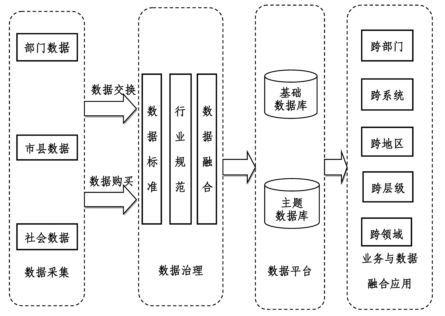 部门数据
市县数据
社会数据
数据采集
数据交换
数据购买
数据标准
行业规范
数据融合
数据治理
基础
数据库
主题
数据库
数据平台
跨部门
跨系统
跨地区
跨层级
跨领域
业务与数据
融合应用